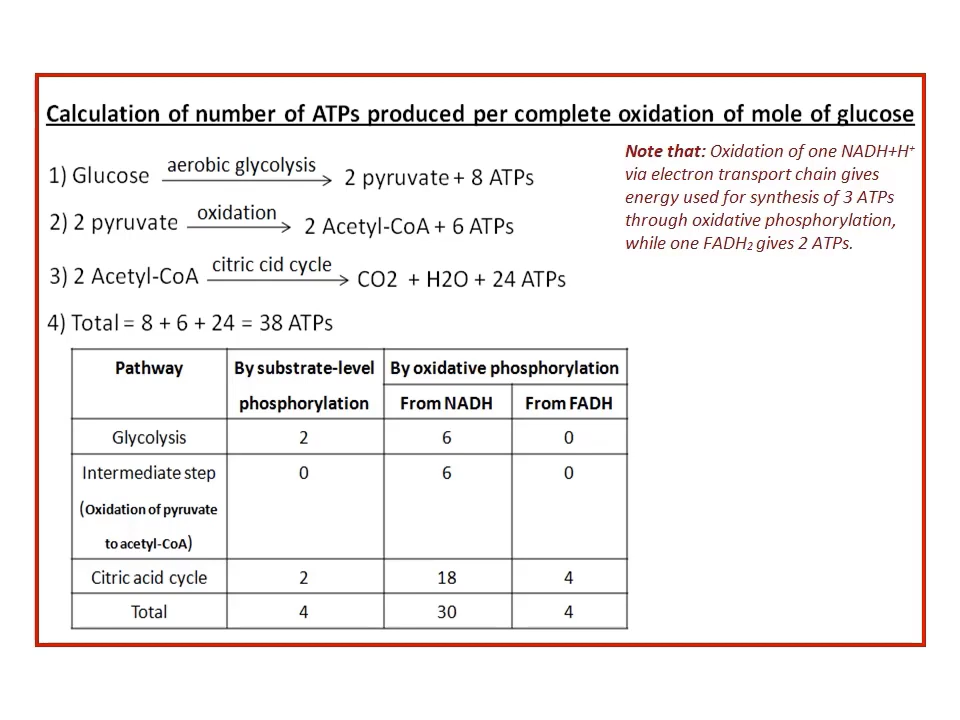 Calculation of number of ATPs produced per complete oxidation of mole of glucose
Note that: Oxidation of one NADH+H⁺
via electron transport chain gives
energy used for synthesis of 3 ATPs
through oxidative phosphorylation,
while one FADH₂ gives 2 ATPs.
1) Glucose aerobic glycolysis 2 pyruvate + 8 ATPs
2) 2 pyruvate oxidation 2 Acetyl-CoA + 6 ATPs
3) 2 Acetyl-CoA citric cid cycle CO2 + H2O + 24 ATPs
4) Total = 8 + 6 + 24 = 38 ATPs
Pathway By substrate-level By oxidative phosphorylation
phosphorylation From NADH From FADH
Glycolysis 2 6 0
Intermediate step 0 6 0
(Oxidation of pyruvate
to acetyl-CoA)
Citric acid cycle 2 18 4
Total 4 30 4